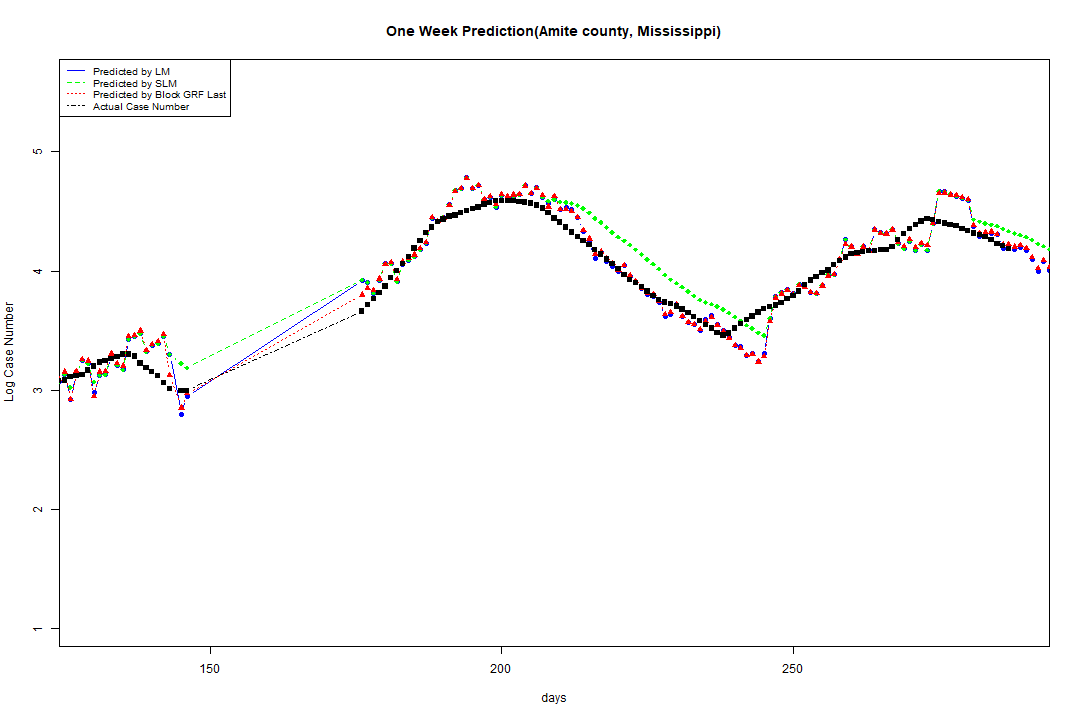 One Week Prediction(Amite county, Mississippi)
Predicted by LM
Predicted by SLM
Predicted by Block GRF Last
Actual Case Number
5
4
3
2
1
Log Case Number
150
200
250
days